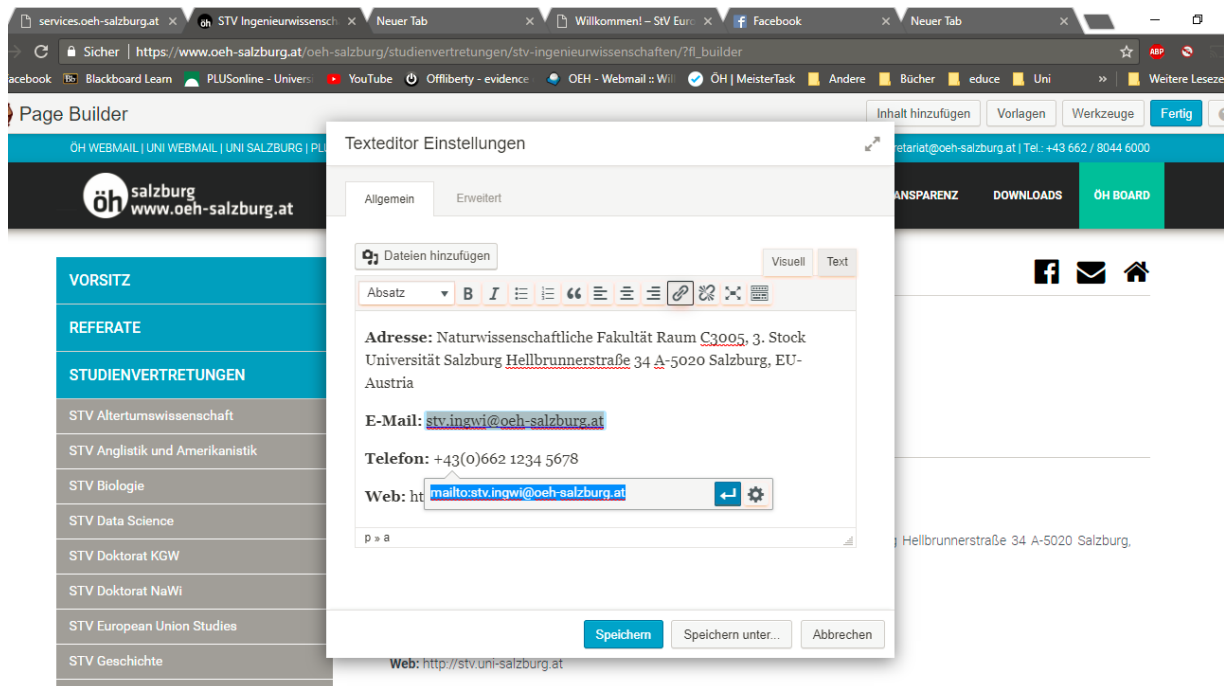 services.oeh-salzburg.at
öh STV Ingenieurwissensch
Neuer Tab
Willkommen! – StV Euro
Facebook
Neuer Tab
Sicher | https://www.oeh-salzburg.at/oeh-salzburg/studienvertretungen/stv-ingenieurwissenschaften/?fl_builder
ABP
acebook
Bb Blackboard Learn
PLUSonline - Universi
YouTube
Offliberty - evidence
OEH - Webmail :: Wil
ÖH | MeisterTask
Andere
Bücher
educe
Uni
»
Weitere Leseze
Page Builder
Inhalt hinzufügen
Vorlagen
Werkzeuge
Fertig
ÖH WEBMAIL | UNI WEBMAIL | UNI SALZBURG | PL
retariat@oeh-salzburg.at | Tel.: +43 662 / 8044 6000
öh salzburg
www.oeh-salzburg.at
ANSPARENZ
DOWNLOADS
ÖH BOARD
VORSITZ
REFERATE
STUDIENVERTRETUNGEN
STV Altertumswissenschaft
STV Anglistik und Amerikanistik
STV Biologie
STV Data Science
STV Doktorat KGW
STV Doktorat NaWi
STV European Union Studies
STV Geschichte
Texteditor Einstellungen
Allgemein
Erweitert
Dateien hinzufügen
Visuell
Text
Absatz
B
I
Adresse: Naturwissenschaftliche Fakultät Raum C3005, 3. Stock
Universität Salzburg Hellbrunnerstraße 34 A-5020 Salzburg, EU-
Austria
E-Mail: stv.ingwi@oeh-salzburg.at
Telefon: +43(0)662 1234 5678
Web: ht
mailto:stv.ingwi@oeh-salzburg.at
p » a
Speichern
Speichern unter...
Abbrechen
Hellbrunnerstraße 34 A-5020 Salzburg,
Web: http://stv.uni-salzburg.at